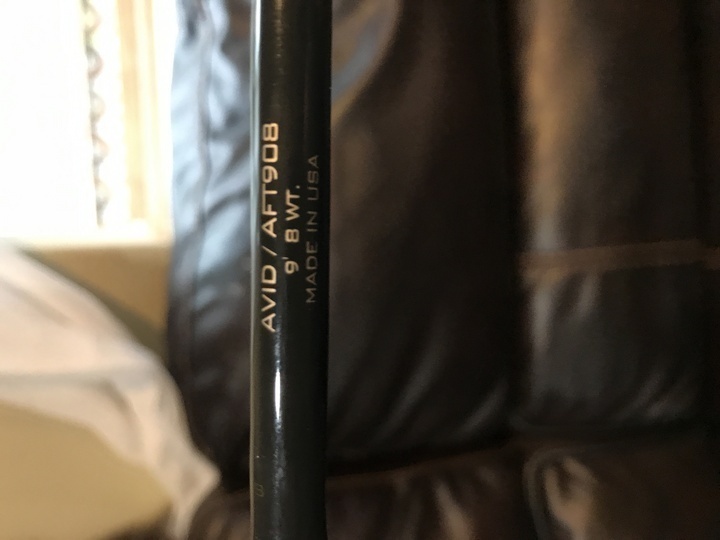 AVID / AFT908
9' 8 WT.
MADE IN USA